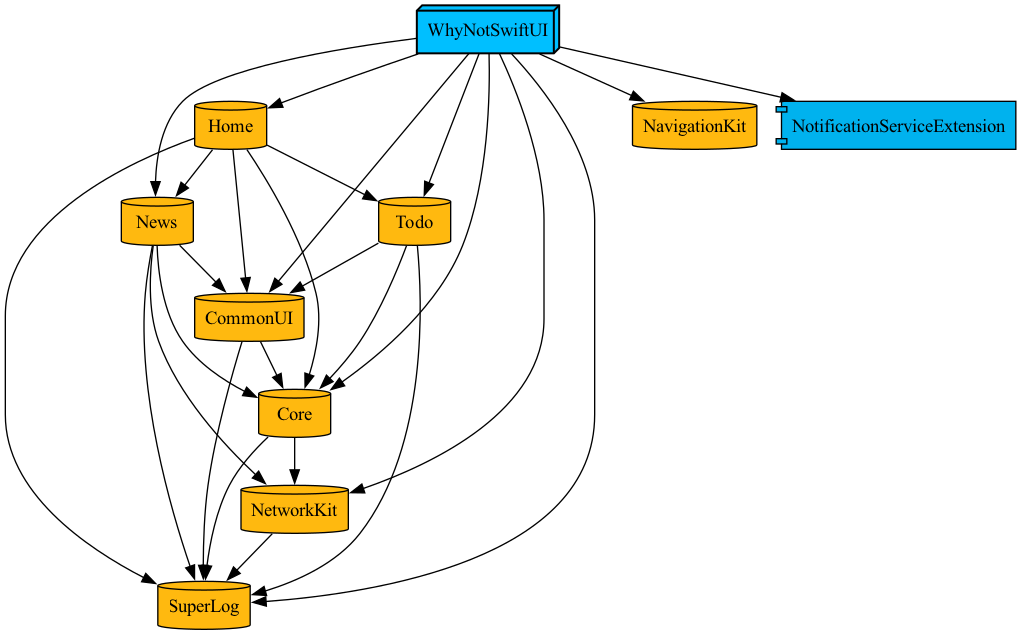 WhyNotSwiftUI
Home
NavigationKit
NotificationServiceExtension
News
Todo
CommonUI
Core
NetworkKit
SuperLog